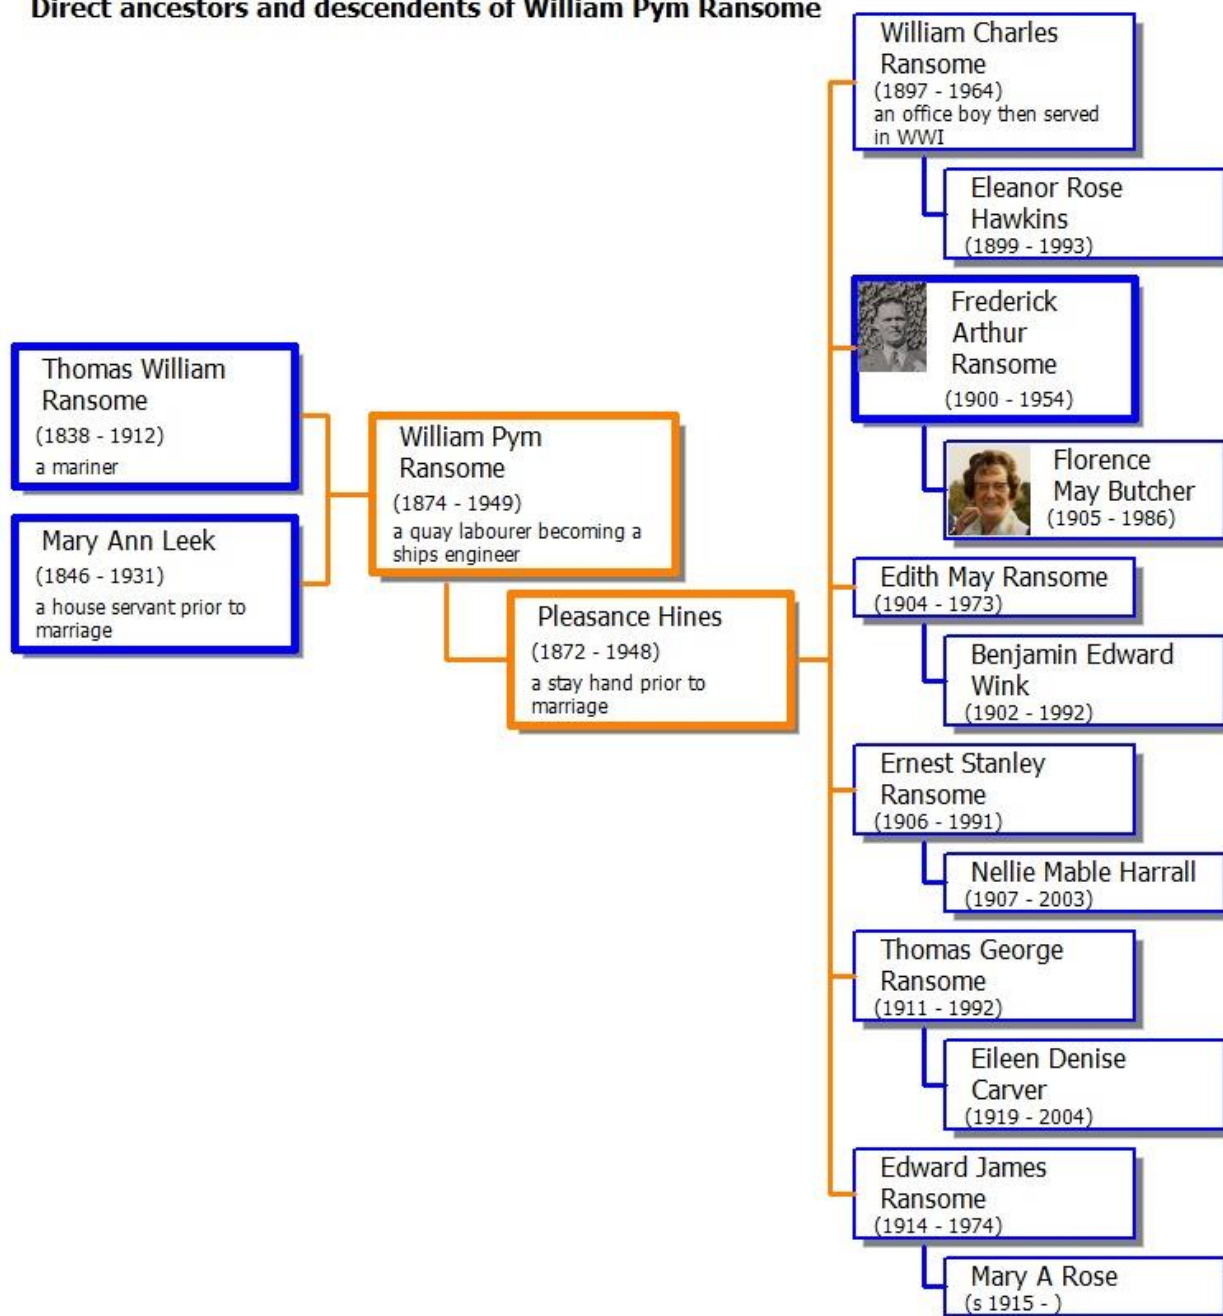 Direct ancestors and descendents of William Pym Ransome
Thomas William
Ransome
(1838 - 1912)
a mariner
Mary Ann Leek
(1846 - 1931)
a house servant prior to
marriage
William Pym
Ransome
(1874 - 1949)
a quay labourer becoming a
ships engineer
Pleasance Hines
(1872 - 1948)
a stay hand prior to
marriage
William Charles
Ransome
(1897 - 1964)
an office boy then served
in WWI
Eleanor Rose
Hawkins
(1899 - 1993)
Frederick
Arthur
Ransome
(1900 - 1954)
Florence
May Butcher
(1905 - 1986)
Edith May Ransome
(1904 - 1973)
Benjamin Edward
Wink
(1902 - 1992)
Ernest Stanley
Ransome
(1906 - 1991)
Nellie Mable Harrall
(1907 - 2003)
Thomas George
Ransome
(1911 - 1992)
Eileen Denise
Carver
(1919 - 2004)
Edward James
Ransome
(1914 - 1974)
Mary A Rose
(s 1915 - )